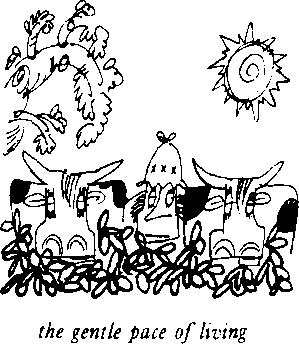 the gentle pace of living